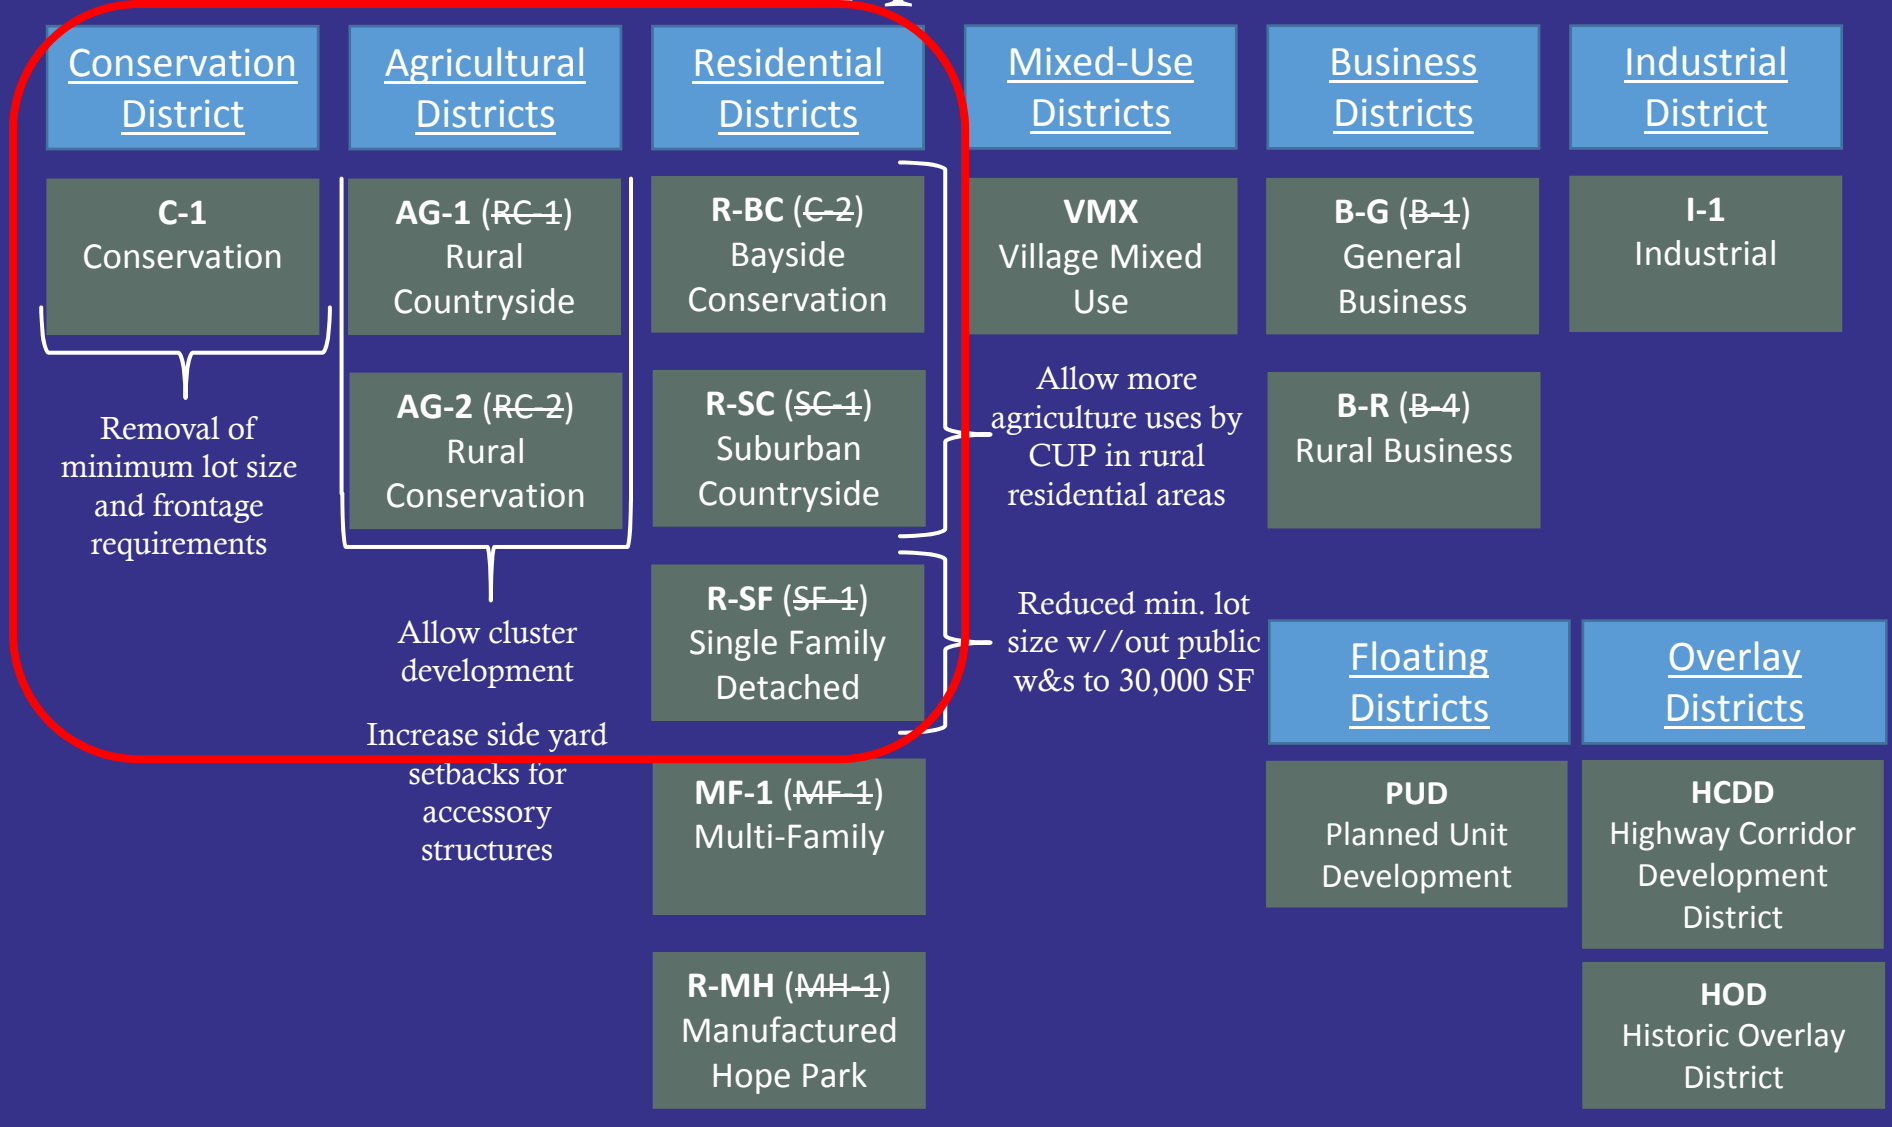 Conservation
District
Agricultural
Districts
Residential
Districts
Mixed-Use
Districts
Business
Districts
Industrial
District
C-1
Conservation
Removal of
minimum lot size
and frontage
requirements
AG-1 (RC-1)
Rural
Countryside
AG-2 (RC-2)
Rural
Conservation
Allow cluster
development
Increase side yard
setbacks for
accessory
structures
R-BC (C-2)
Bayside
Conservation
R-SC (SC-1)
Suburban
Countryside
R-SF (SF-1)
Single Family
Detached
MF-1 (MF-1)
Multi-Family
R-MH (MH-1)
Manufactured
Hope Park
VMX
Village Mixed
Use
Allow more
agriculture uses by
CUP in rural
residential areas
Reduced min. lot
size w//out public
w&s to 30,000 SF
B-G (B-1)
General
Business
B-R (B-4)
Rural Business
I-1
Industrial
Floating
Districts
PUD
Planned Unit
Development
Overlay
Districts
HCDD
Highway Corridor
Development
District
HOD
Historic Overlay
District